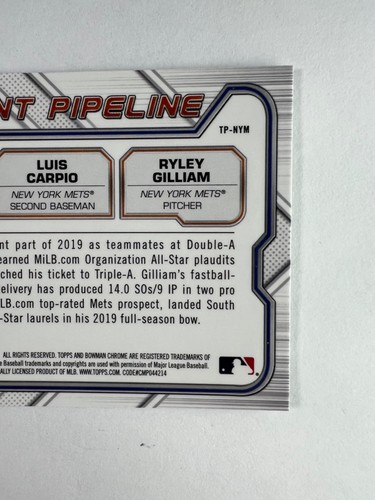 NT PIPELINE
TP-NYM
LUIS
CARPIO
NEW YORK METS®
SECOND BASEMAN
RYLEY
GILLIAM
NEW YORK METS®
PITCHER
nt part of 2019 as teammates at Double-A
earned MiLB.com Organization All-Star plaudits
ched his ticket to Triple-A. Gilliam's fastball-
delivery has produced 14.0 SOs/9 IP in two pro
LB.com top-rated Mets prospect, landed South
-Star laurels in his 2019 full-season bow.
ALL RIGHTS RESERVED. TOPPS AND BOWMAN CHROME ARE REGISTERED TRADEMARKS OF
Baseball trademarks and copyrights are used with permission of Major League Baseball.
ALLY LICENSED PRODUCT OF MLB. WWW.TOPPS.COM. CODE#CMP044214